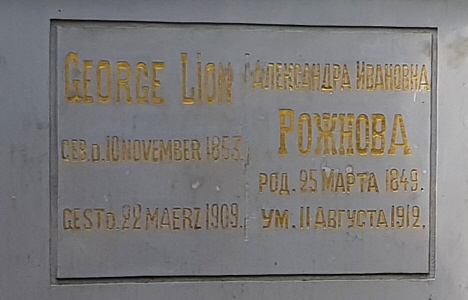 GEORGE LION
GEB.D. 10 NOVEMBER 1853.
GEST D. 22 MAERZ 1909.
АЛЕКСАНДРА ИВАНОВНА
РОЖНОВА
РОД. 25 МАРТА 1849.
УМ. 11 АВГУСТА 1912.